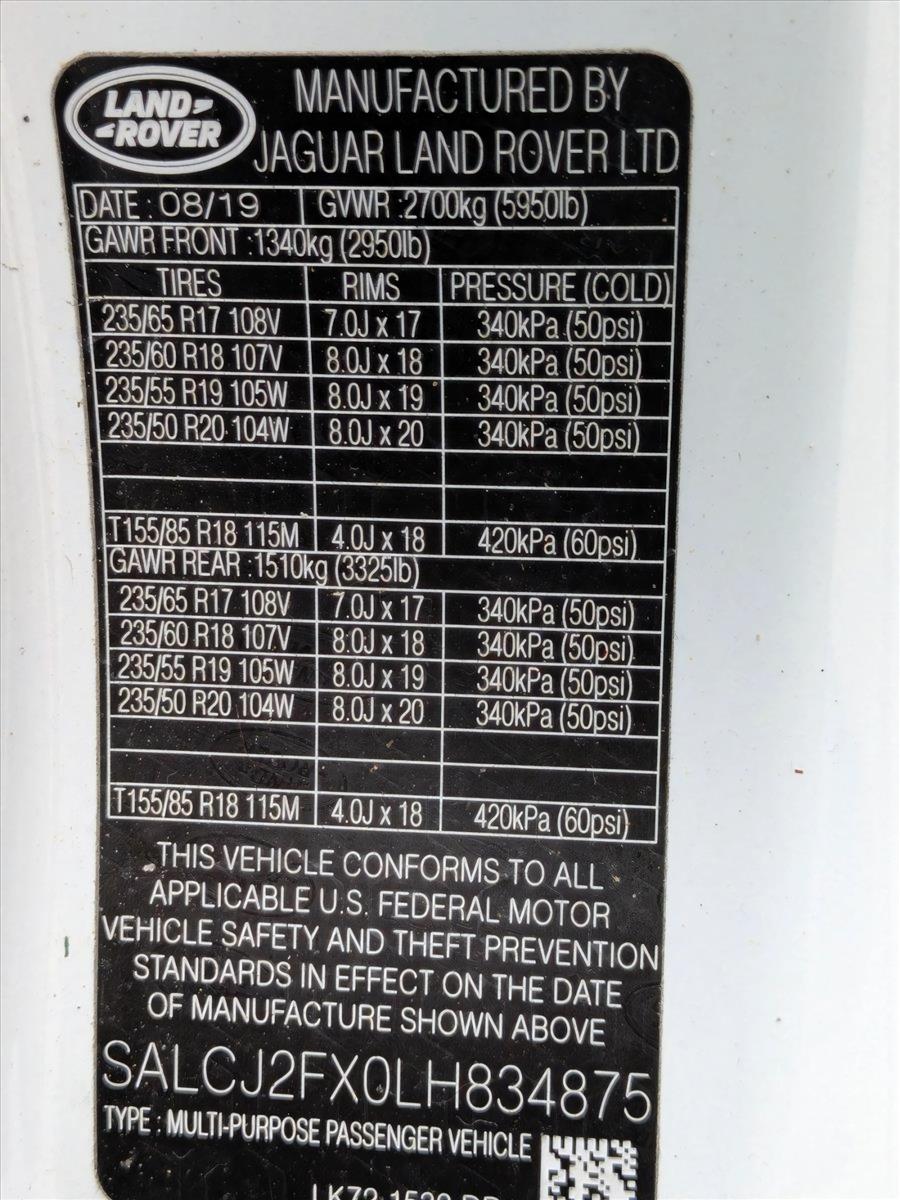 LAND-
-ROVER
MANUFACTURED BY
JAGUAR LAND ROVER LTD
DATE : 08/19 GVWR :2700kg (5950lb)
GAWR FRONT :1340kg (2950lb)
TIRES RIMS PRESSURE (COLD)
235/65 R17 108V 7.0J x 17 340kPa (50psi)
235/60 R18 107V 8.0J x 18 340kPa (50psi)
235/55 R19 105W 8.0J x 19 340kPa (50psi)
235/50 R20 104W 8.0J x 20 340kPa (50psi)
T155/85 R18 115M 4.0J x 18 420kPa (60psi)
GAWR REAR :1510kg (3325lb)
235/65 R17 108V 7.0J x 17 340kPa (50psi)
235/60 R18 107V 8.0J x 18 340kPa (50psi)
235/55 R19 105W 8.0J x 19 340kPa (50psi)
235/50 R20 104W 8.0J x 20 340kPa (50psi)
T155/85 R18 115M 4.0J x 18 420kPa (60psi)
THIS VEHICLE CONFORMS TO ALL
APPLICABLE U.S. FEDERAL MOTOR
VEHICLE SAFETY AND THEFT PREVENTION
STANDARDS IN EFFECT ON THE DATE
OF MANUFACTURE SHOWN ABOVE
SALCJ2FX0LH834875
TYPE : MULTI-PURPOSE PASSENGER VEHICLE